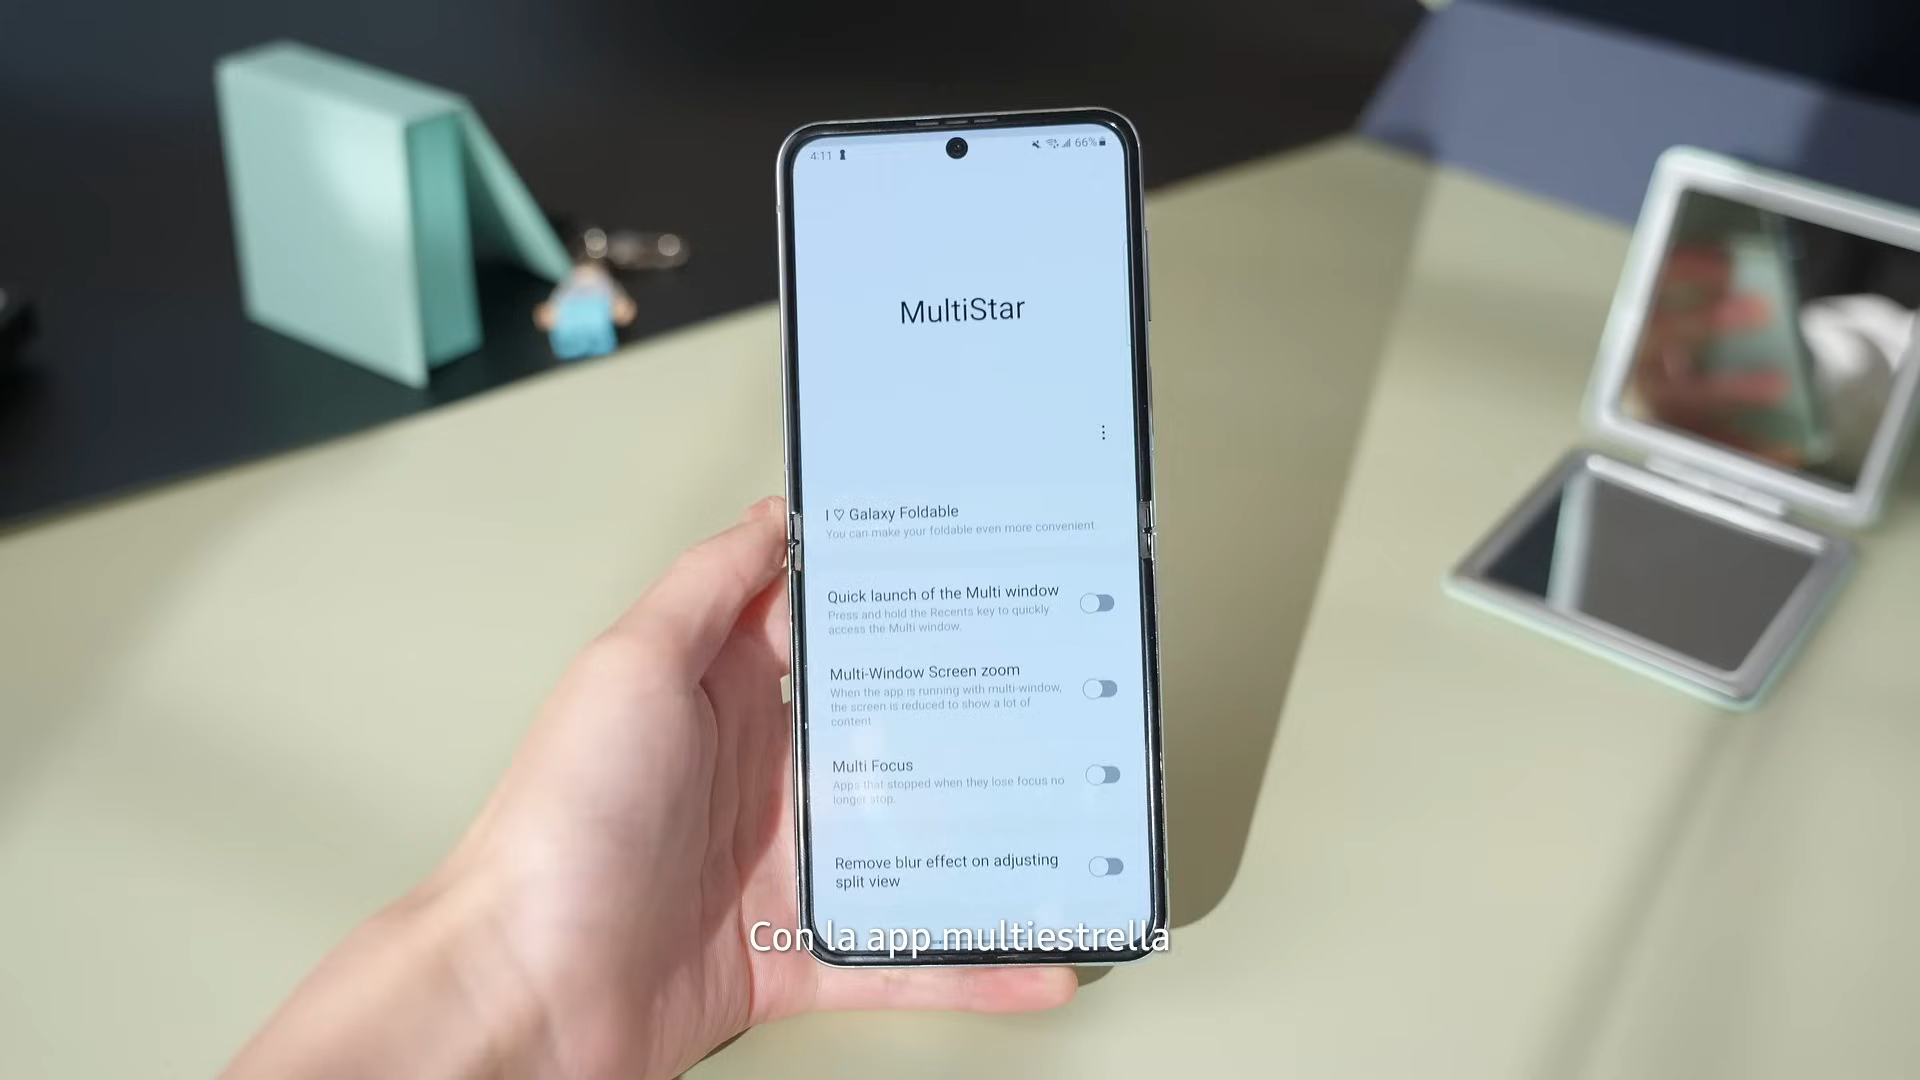 4:11
66%
MultiStar
I ♡ Galaxy Foldable
You can make your foldable even more convenient
Quick launch of the Multi window
Press and hold the Recents key to quickly
access the Multi window.
Multi-Window Screen zoom
When the app is running with multi-window,
the screen is reduced to show a lot of
content
Multi Focus
Apps that stopped when they lose focus no
longer stop.
Remove blur effect on adjusting
split view
Con la app multiestrella